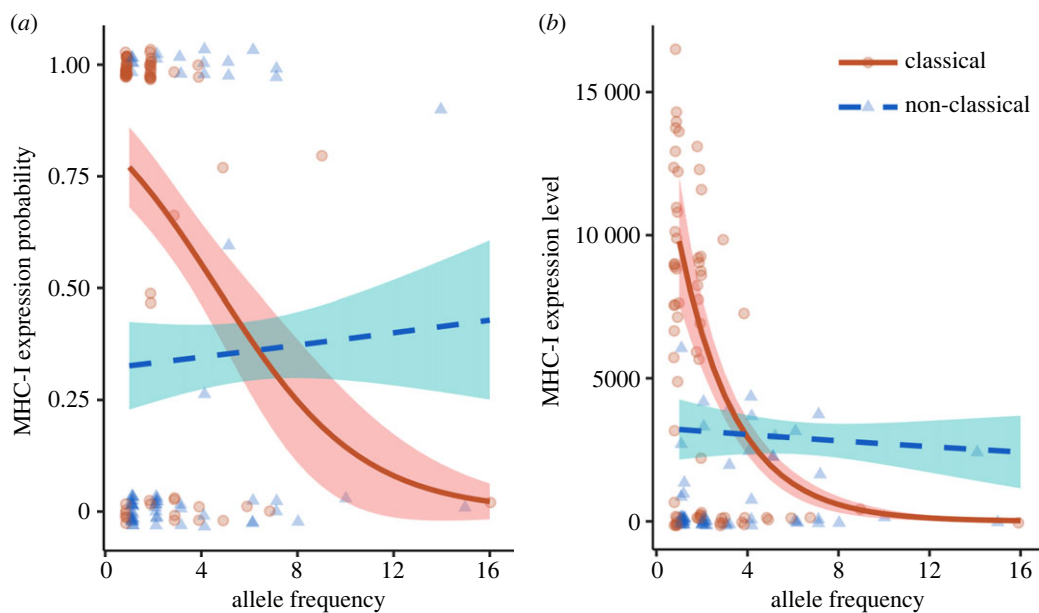 (a)
MHC-I expression probability
1.00
0.75
0.50
0.25
0
0 4 8 12 16
allele frequency
(b)
MHC-I expression level
15 000
10 000
5000
0
0 4 8 12 16
allele frequency
classical
non-classical